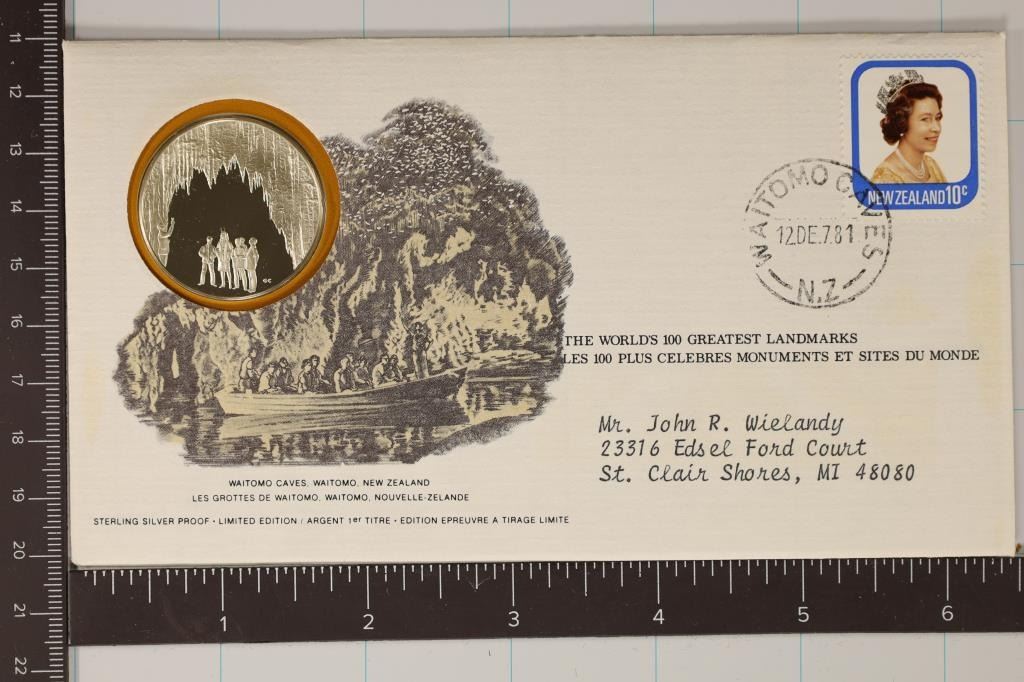 NEW ZEALAND 10c
WAITOMO CAVES
12.DE.7.81
N.Z
GC
THE WORLD'S 100 GREATEST LANDMARKS
LES 100 PLUS CELEBRES MONUMENTS ET SITES DU MONDE
Mr. John R. Wielandy
23316 Edsel Ford Court
St. Clair Shores, MI 48080
WAITOMO CAVES, WAITOMO, NEW ZEALAND
LES GROTTES DE WAITOMO, WAITOMO, NOUVELLE-ZELANDE
STERLING SILVER PROOF • LIMITED EDITION / ARGENT 1er TITRE • EDITION EPREUVE A TIRAGE LIMITE
11
12
13
14
15
16
17
18
19
20
21
22
1 2 3 4 5 6